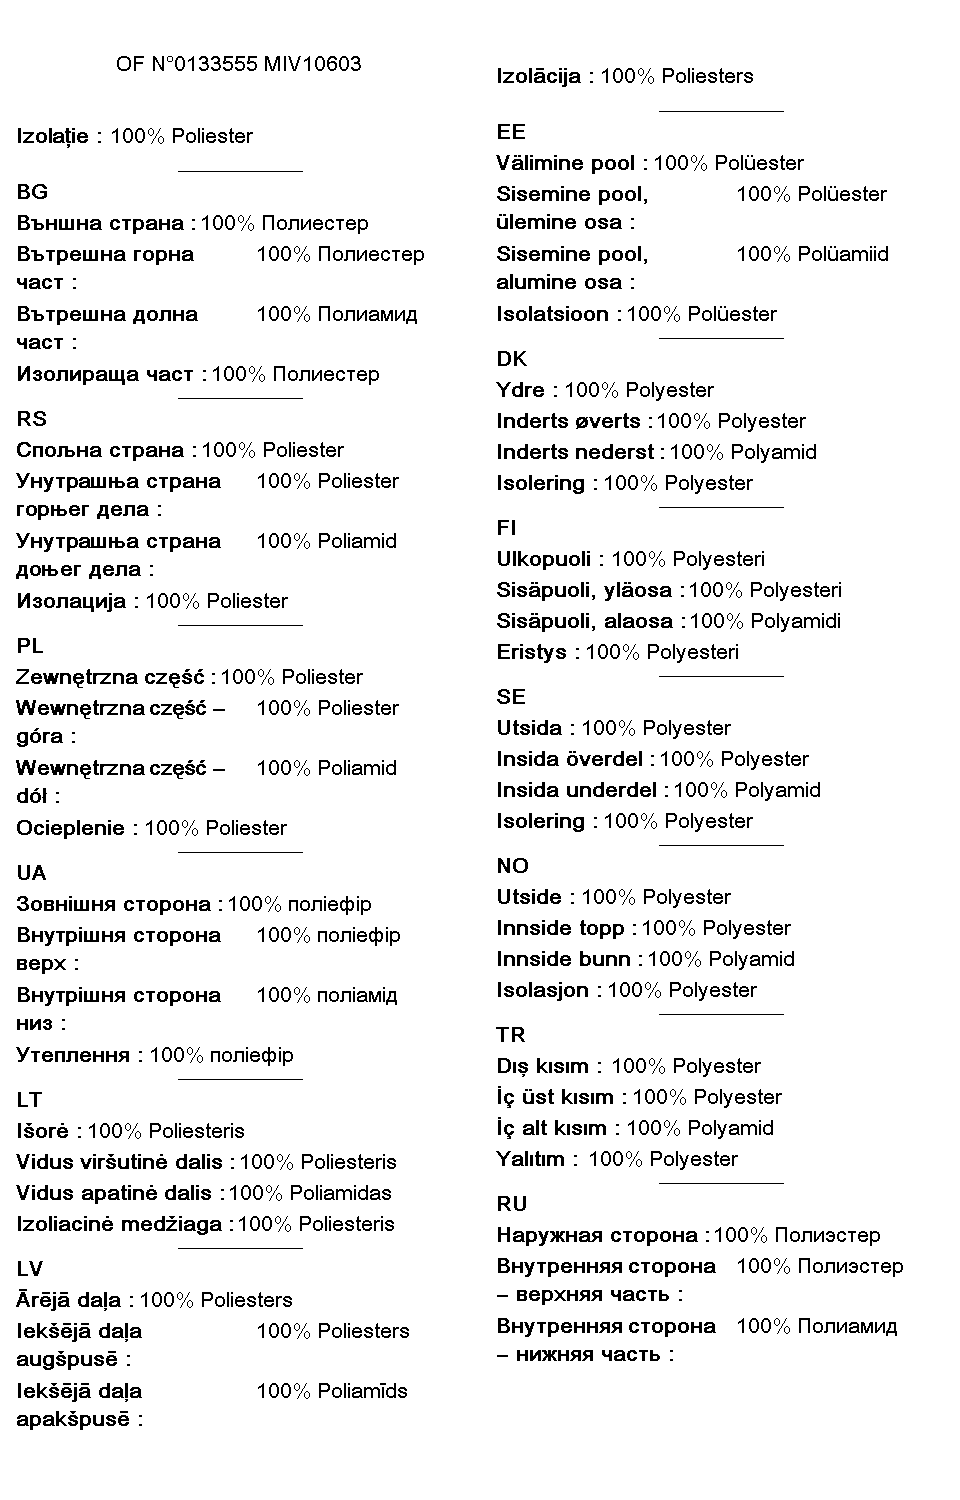 OF N°0133555 MIV10603
Izolaţie : 100% Poliester
BG
Външна страна : 100% Полиестер
Вътрешна горна 100% Полиестер
част :
Вътрешна долна 100% Полиамид
част :
Изолираща част : 100% Полиестер
RS
Спољна страна : 100% Poliester
Унутрашња страна 100% Poliester
горњег дела :
Унутрашња страна 100% Poliamid
доњег дела :
Изолација : 100% Poliester
PL
Zewnętrzna część : 100% Poliester
Wewnętrzna część – 100% Poliester
góra :
Wewnętrzna część – 100% Poliamid
dół :
Ocieplenie : 100% Poliester
UA
Зовнішня сторона : 100% поліефір
Внутрішня сторона 100% поліефір
верх :
Внутрішня сторона 100% поліамід
низ :
Утеплення : 100% поліефір
LT
Išorė : 100% Poliesteris
Vidus viršutinė dalis : 100% Poliesteris
Vidus apatinė dalis : 100% Poliamidas
Izoliacinė medžiaga : 100% Poliesteris
LV
Ārējā daļa : 100% Poliesters
Iekšējā daļa 100% Poliesters
augšpusē :
Iekšējā daļa 100% Poliamīds
apakšpusē :
Izolācija : 100% Poliesters
EE
Välimine pool : 100% Polüester
Sisemine pool, 100% Polüester
ülemine osa :
Sisemine pool, 100% Polüamiid
alumine osa :
Isolatsioon : 100% Polüester
DK
Ydre : 100% Polyester
Inderts øverts : 100% Polyester
Inderts nederst : 100% Polyamid
Isolering : 100% Polyester
FI
Ulkopuoli : 100% Polyesteri
Sisäpuoli, yläosa : 100% Polyesteri
Sisäpuoli, alaosa : 100% Polyamidi
Eristys : 100% Polyesteri
SE
Utsida : 100% Polyester
Insida överdel : 100% Polyester
Insida underdel : 100% Polyamid
Isolering : 100% Polyester
NO
Utside : 100% Polyester
Innside topp : 100% Polyester
Innside bunn : 100% Polyamid
Isolasjon : 100% Polyester
TR
Dış kısım : 100% Polyester
İç üst kısım : 100% Polyester
İç alt kısım : 100% Polyamid
Yalıtım : 100% Polyester
RU
Наружная сторона : 100% Полиэстер
Внутренняя сторона 100% Полиэстер
– верхняя часть :
Внутренняя сторона 100% Полиамид
– нижняя часть :